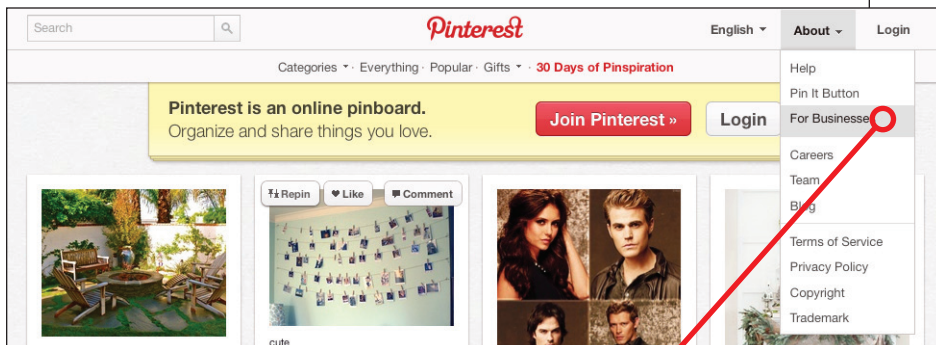 Search
Pinterest
English
About
Login
Categories · Everything · Popular · Gifts · 30 Days of Pinspiration
Pinterest is an online pinboard.
Organize and share things you love.
Join Pinterest »
Login
Help
Pin It Button
For Businesse
Careers
Team
Blog
Terms of Service
Privacy Policy
Copyright
Trademark
Repin
Like
Comment
cute